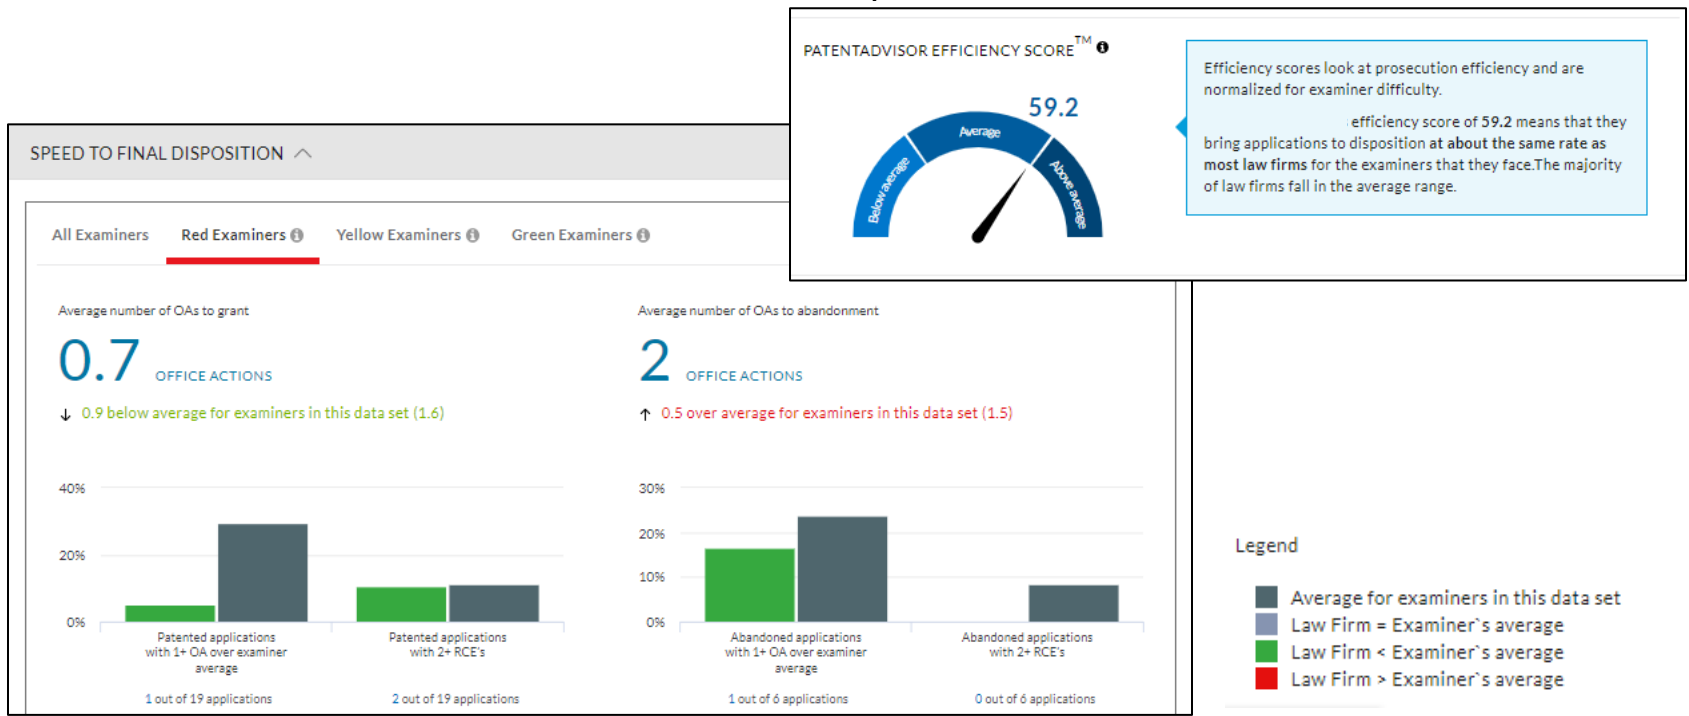 PATENTADVISOR EFFICIENCY SCORE™
59.2
Below average
Average
Above average
Efficiency scores look at prosecution efficiency and are
normalized for examiner difficulty.
efficiency score of 59.2 means that they
bring applications to disposition at about the same rate as
most law firms for the examiners that they face.The majority
of law firms fall in the average range.
SPEED TO FINAL DISPOSITION
All Examiners Red Examiners Yellow Examiners Green Examiners
Average number of OAs to grant
0.7 OFFICE ACTIONS
↓ 0.9 below average for examiners in this data set (1.6)
40%
20%
0%
Patented applications
with 1+ OA over examiner
average
1 out of 19 applications
Patented applications
with 2+ RCE's
2 out of 19 applications
Average number of OAs to abandonment
2 OFFICE ACTIONS
↑ 0.5 over average for examiners in this data set (1.5)
30%
20%
10%
0%
Abandoned applications
with 1+ OA over examiner
average
1 out of 6 applications
Abandoned applications
with 2+ RCE's
0 out of 6 applications
Legend
Average for examiners in this data set
Law Firm = Examiner`s average
Law Firm < Examiner`s average
Law Firm > Examiner`s average